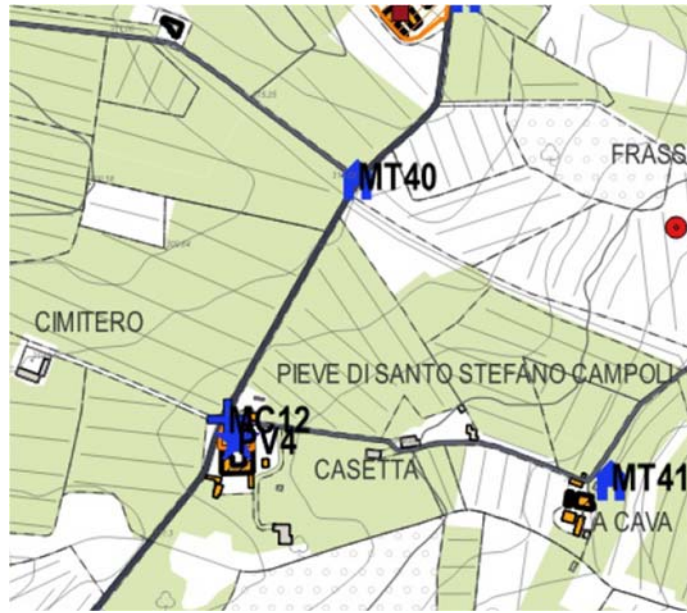 FRASS
MT40
CIMITERO
PIEVE DI SANTO STEFANO CAMPOLI
MC12
PV4
CASETTA
MT41
A CAVA